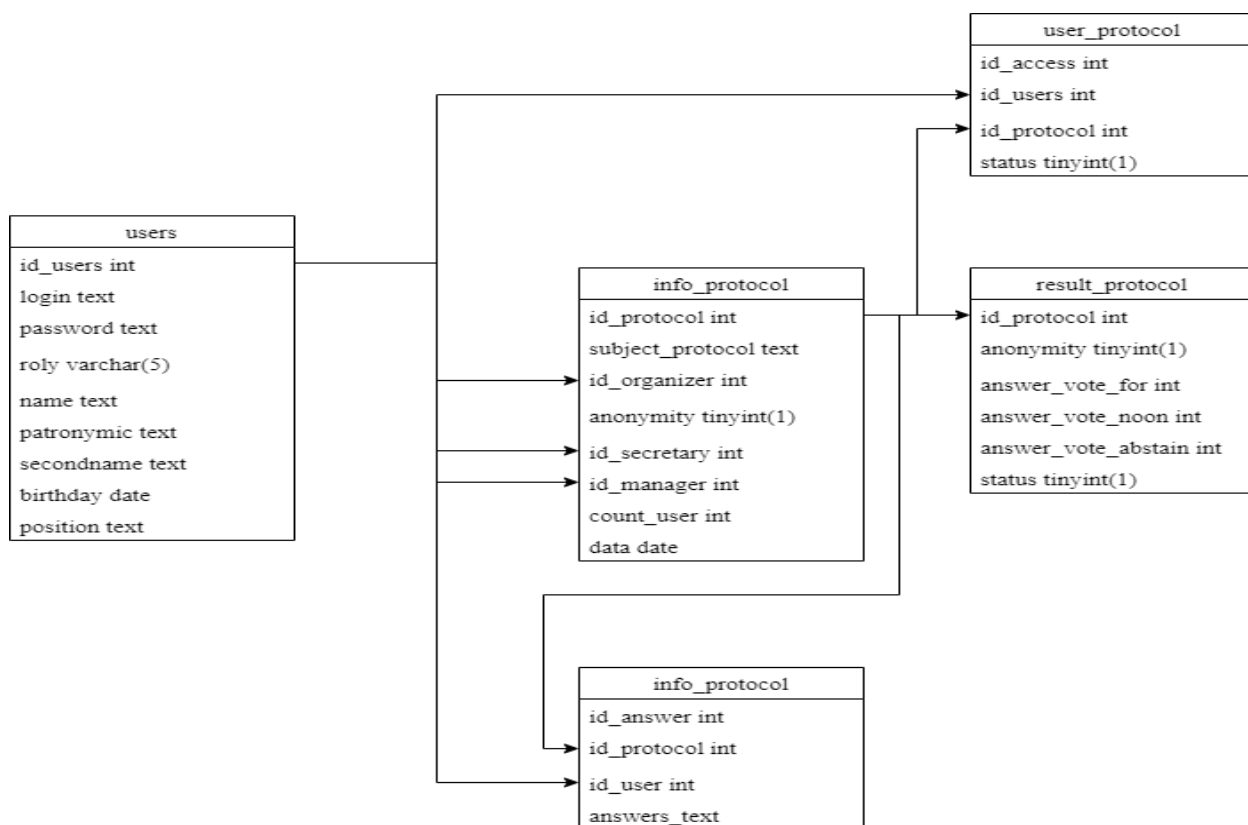 user_protocol
id_access int
id_users int
id_protocol int
status tinyint(1)
users
id_users int
login text
password text
roly varchar(5)
name text
patronymic text
secondname text
birthday date
position text
info_protocol
id_protocol int
subject_protocol text
id_organizer int
anonymity tinyint(1)
id_secretary int
id_manager int
count_user int
data date
result_protocol
id_protocol int
anonymity tinyint(1)
answer_vote_for int
answer_vote_noon int
answer_vote_abstain int
status tinyint(1)
info_protocol
id_answer int
id_protocol int
id_user int
answers_text